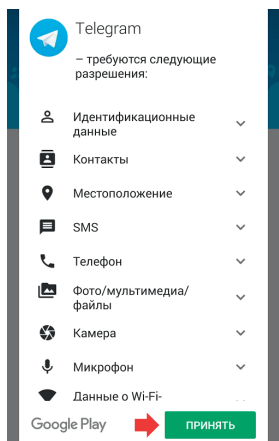 Telegram
– требуются следующие
разрешения:
Идентификационные
данные
Контакты
Местоположение
SMS
Телефон
Фото/мультимедиа/
файлы
Камера
Микрофон
Данные о Wi-Fi-
Google Play
ПРИНЯТЬ